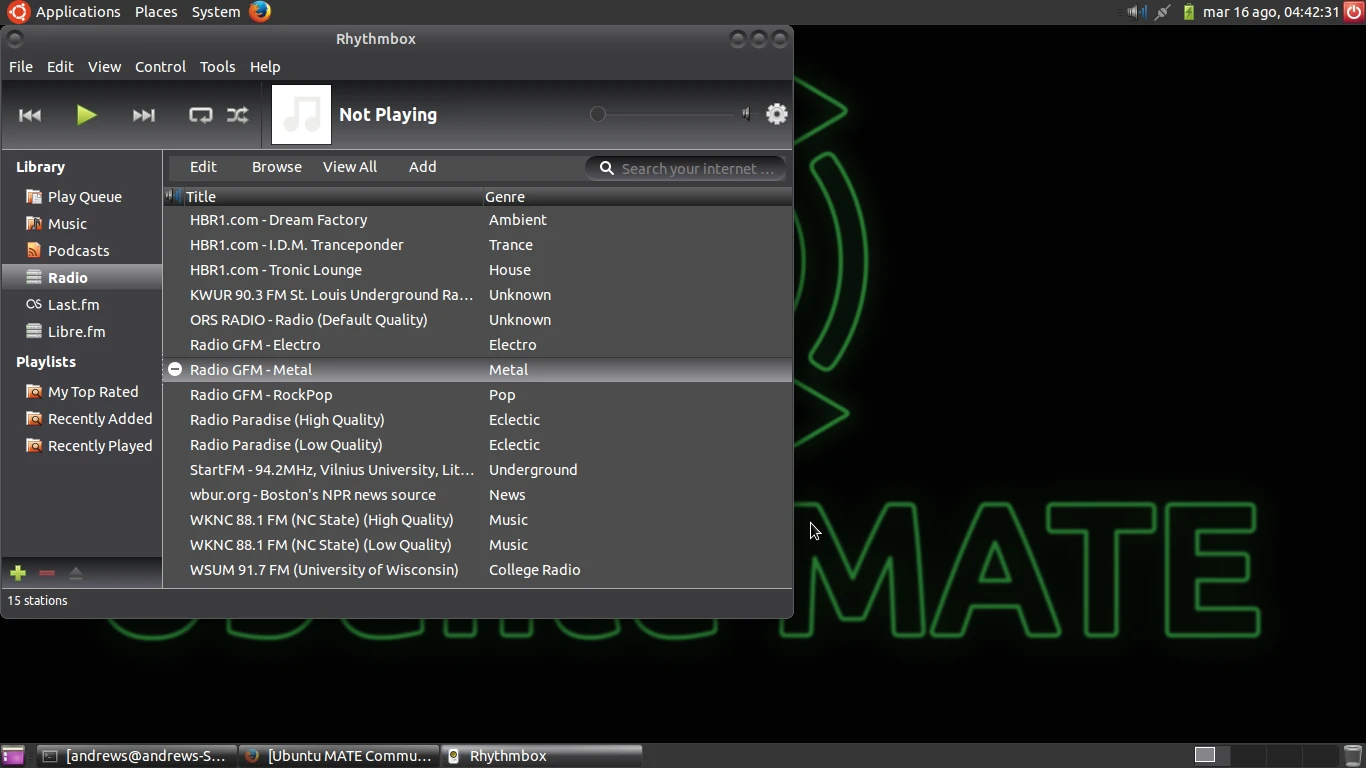 Applications Places System mar 16 ago, 04:42:31
Rhythmbox
File Edit View Control Tools Help
Not Playing
Library
Play Queue
Music
Podcasts
Radio
Last.fm
Libre.fm
Playlists
My Top Rated
Recently Added
Recently Played
Edit Browse View All Add Search your internet ...
Title Genre
HBR1.com - Dream Factory Ambient
HBR1.com - I.D.M. Tranceponder Trance
HBR1.com - Tronic Lounge House
KWUR 90.3 FM St. Louis Underground Ra... Unknown
ORS RADIO - Radio (Default Quality) Unknown
Radio GFM - Electro Electro
Radio GFM - Metal Metal
Radio GFM - RockPop Pop
Radio Paradise (High Quality) Eclectic
Radio Paradise (Low Quality) Eclectic
StartFM - 94.2MHz, Vilnius University, Lit... Underground
wbur.org - Boston's NPR news source News
WKNC 88.1 FM (NC State) (High Quality) Music
WKNC 88.1 FM (NC State) (Low Quality) Music
WSUM 91.7 FM (University of Wisconsin) College Radio
15 stations
MATE
[andrews@andrews-S... [Ubuntu MATE Commu... Rhythmbox